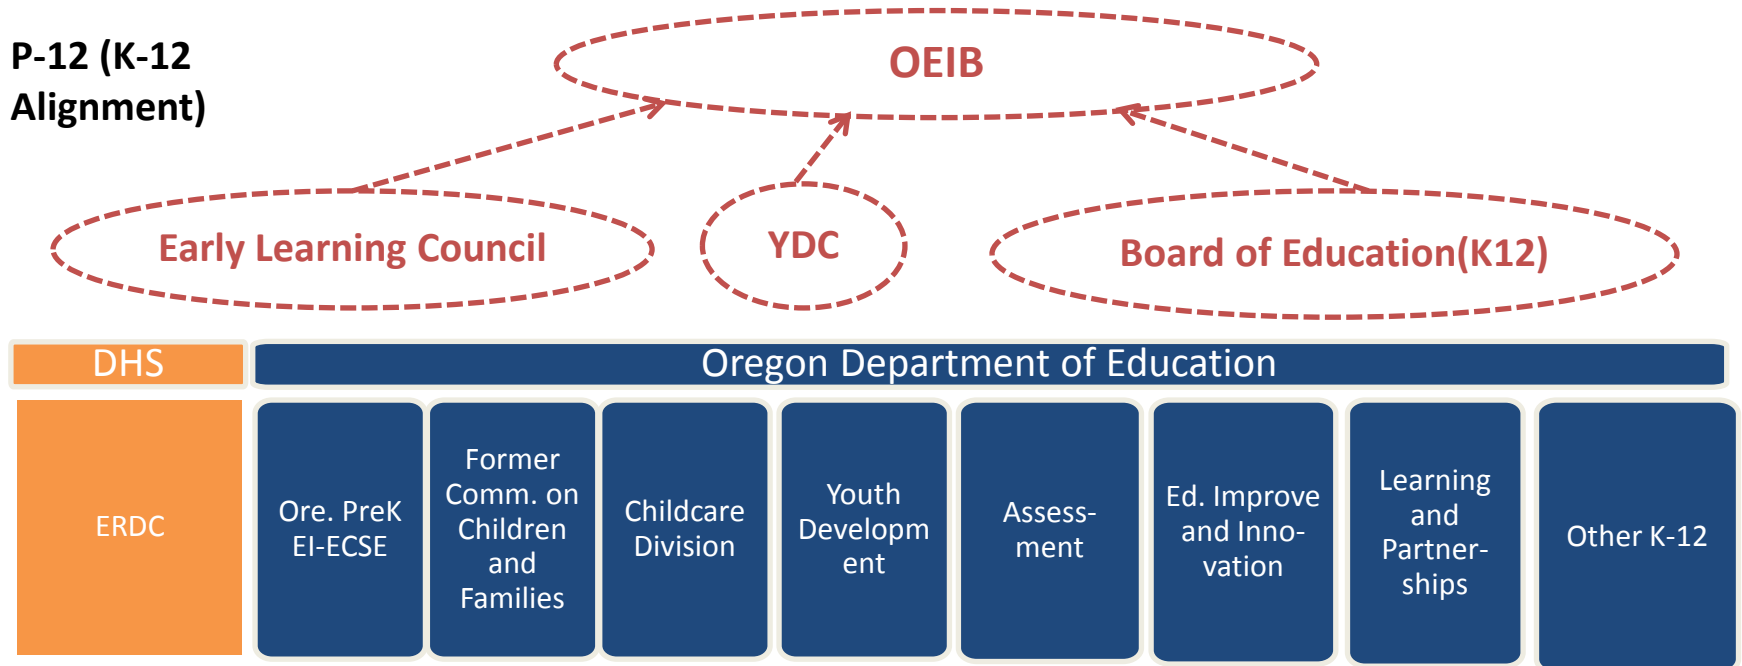 P-12 (K-12
Alignment)
OEIB
Early Learning Council
YDC
Board of Education(K12)
DHS
Oregon Department of Education
ERDC
Ore. PreK
EI-ECSE
Former
Comm. on
Children
and
Families
Childcare
Division
Youth
Developm
ent
Assess-
ment
Ed. Improve
and Inno-
vation
Learning
and
Partner-
ships
Other K-12